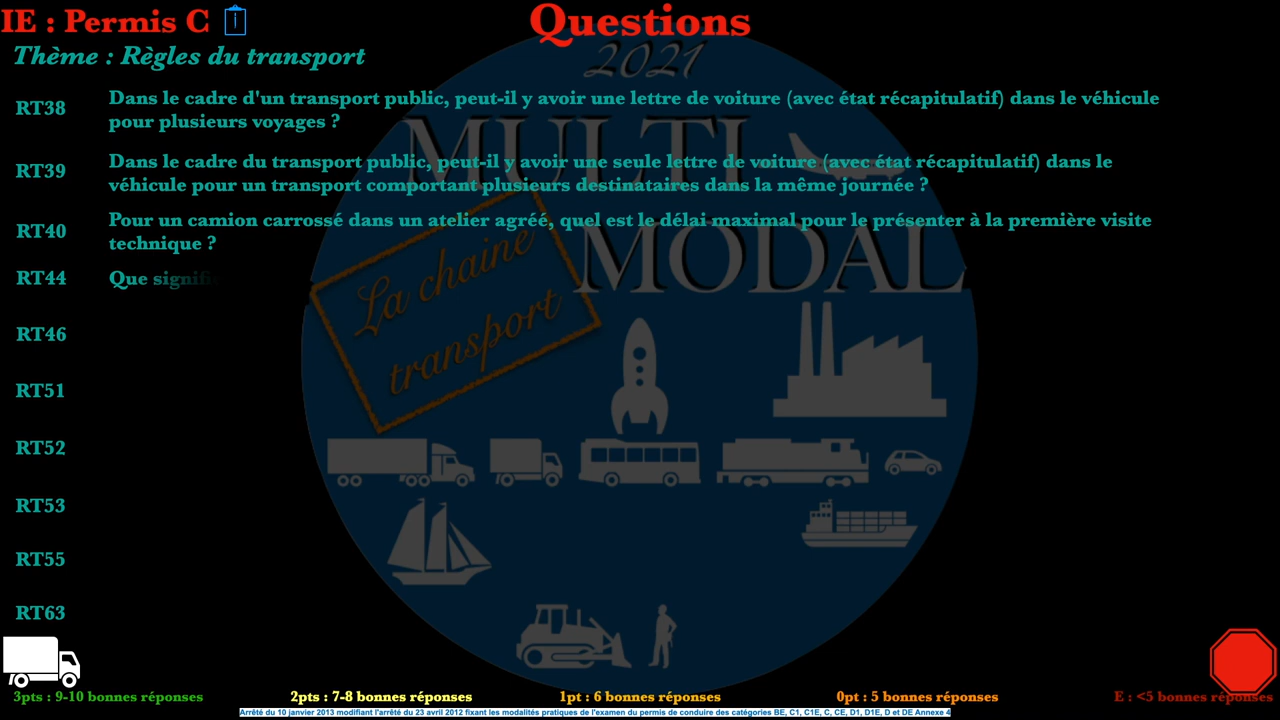 IE : Permis C
Questions
Thème : Règles du transport
2021
MULTI
MODAL
La chaine
transport
RT38
Dans le cadre d'un transport public, peut-il y avoir une lettre de voiture (avec état récapitulatif) dans le véhicule
pour plusieurs voyages ?
RT39
Dans le cadre du transport public, peut-il y avoir une seule lettre de voiture (avec état récapitulatif) dans le
véhicule pour un transport comportant plusieurs destinataires dans la même journée ?
RT40
Pour un camion carrossé dans un atelier agréé, quel est le délai maximal pour le présenter à la première visite
technique ?
RT44
Que
RT46
RT51
RT52
RT53
RT55
RT63
3pts : 9-10 bonnes réponses
2pts : 7-8 bonnes réponses
1pt : 6 bonnes réponses
0pt : 5 bonnes réponses
E : <5 bonnes réponses
Arrêté du 10 janvier 2013 modifiant l'arrêté du 23 avril 2012 fixant les modalités pratiques de l'examen du permis de conduire des catégories BE, C1, C1E, C, CE, D1, D1E, D et DE Annexe 4